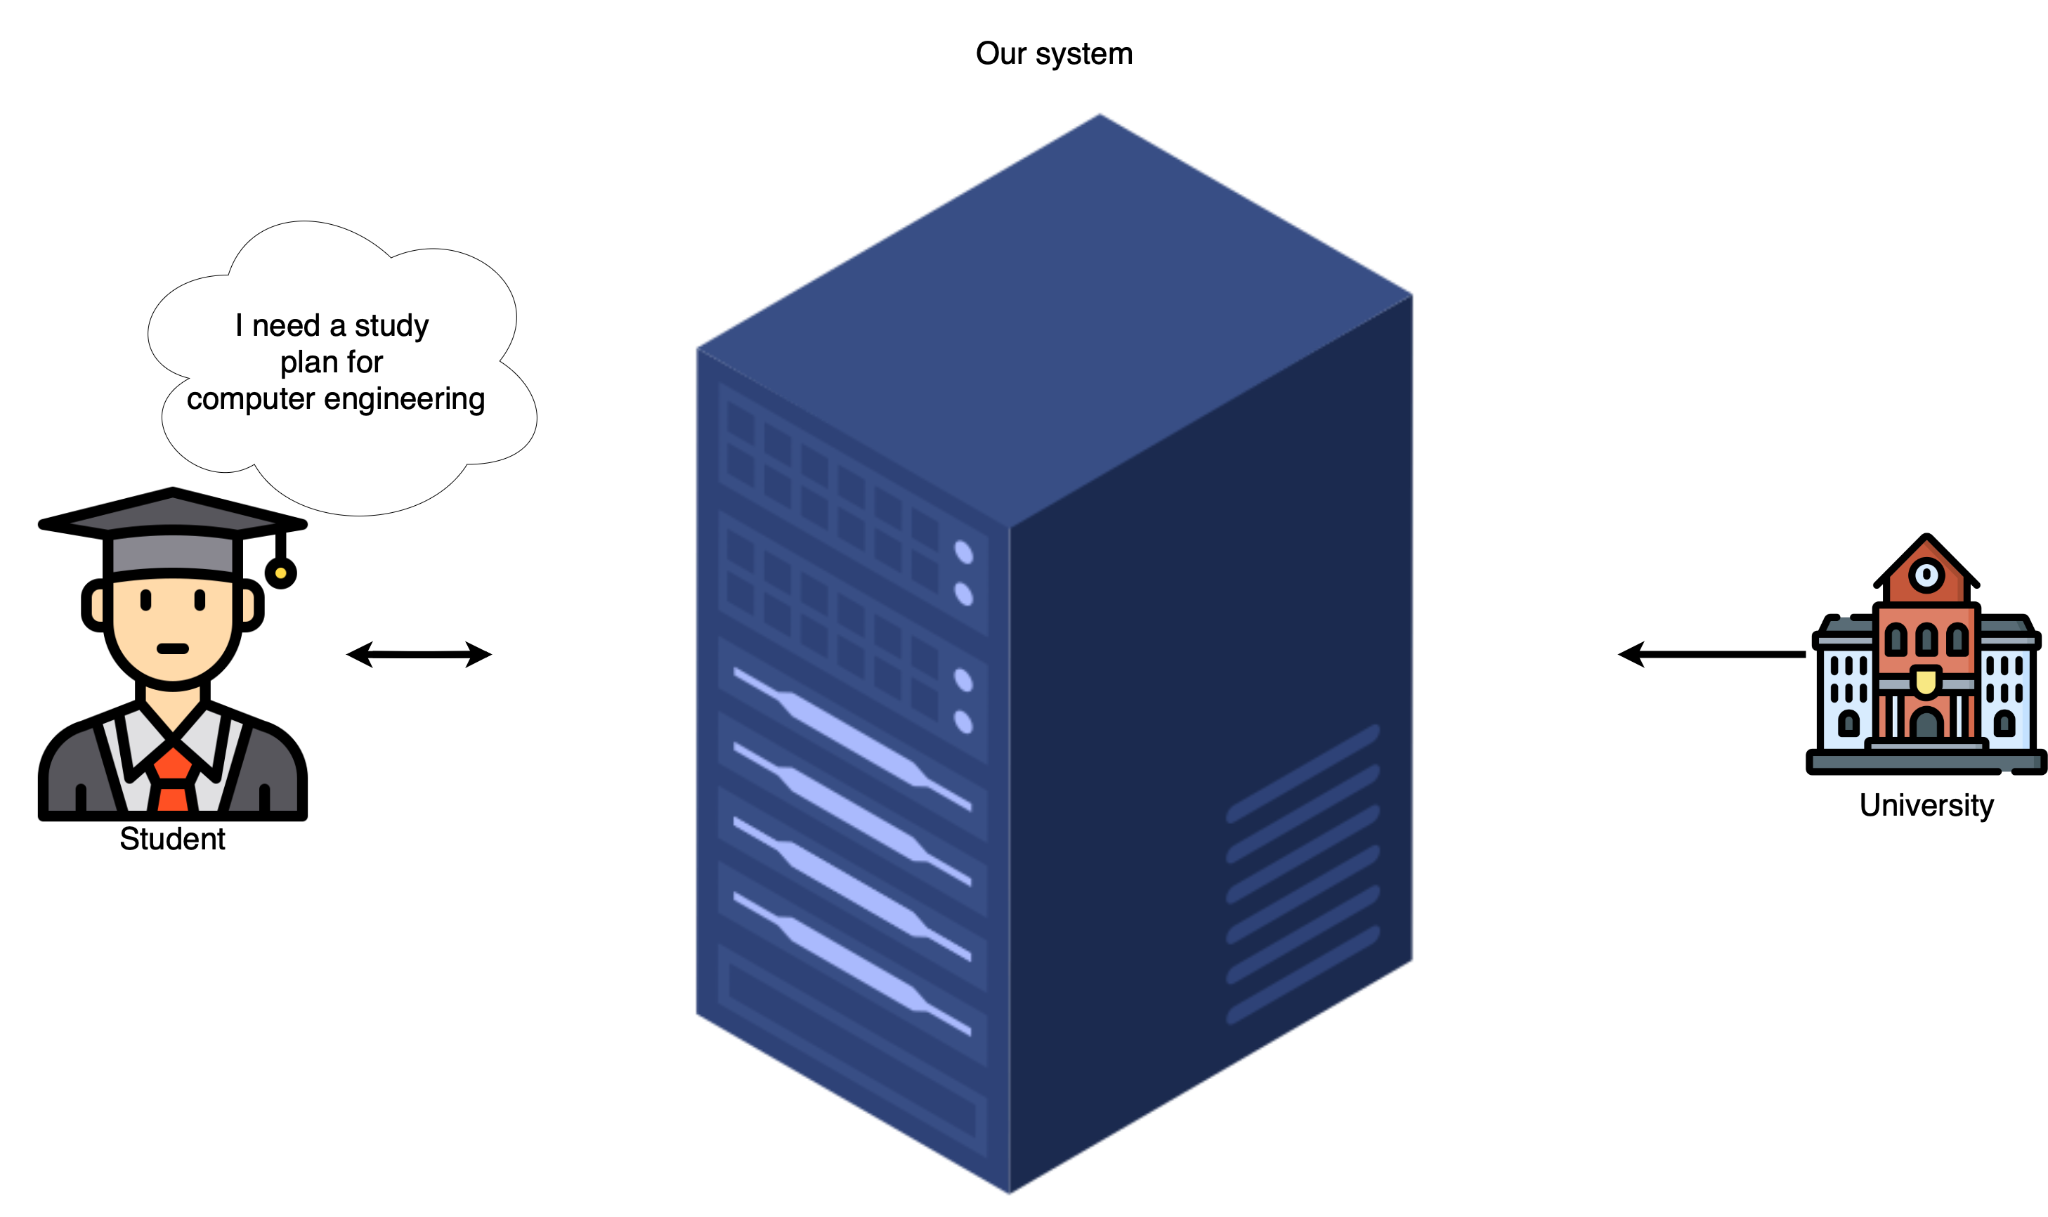 Our system
I need a study
plan for
computer engineering
Student
University